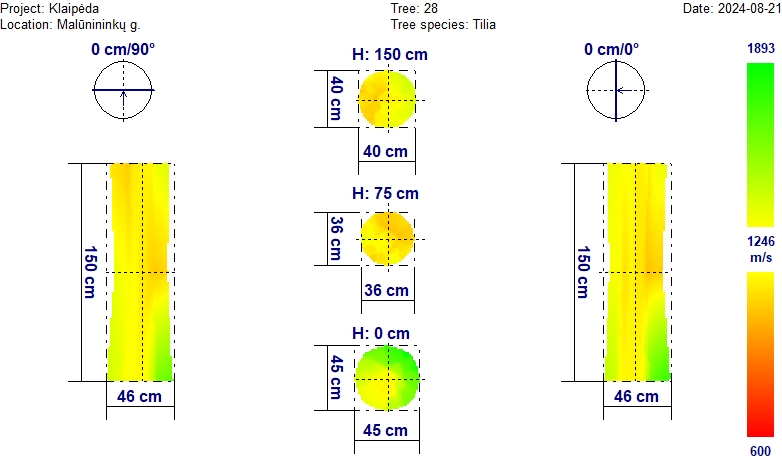 Project: Klaipėda
Tree: 28
Date: 2024-08-21
Location: Malūnininkų g.
Tree species: Tilia
0 cm/90°
H: 150 cm
0 cm/0°
1893
40 cm
40 cm
H: 75 cm
36 cm
36 cm
150 cm
150 cm
1246
m/s
H: 0 cm
45 cm
46 cm
46 cm
45 cm
600